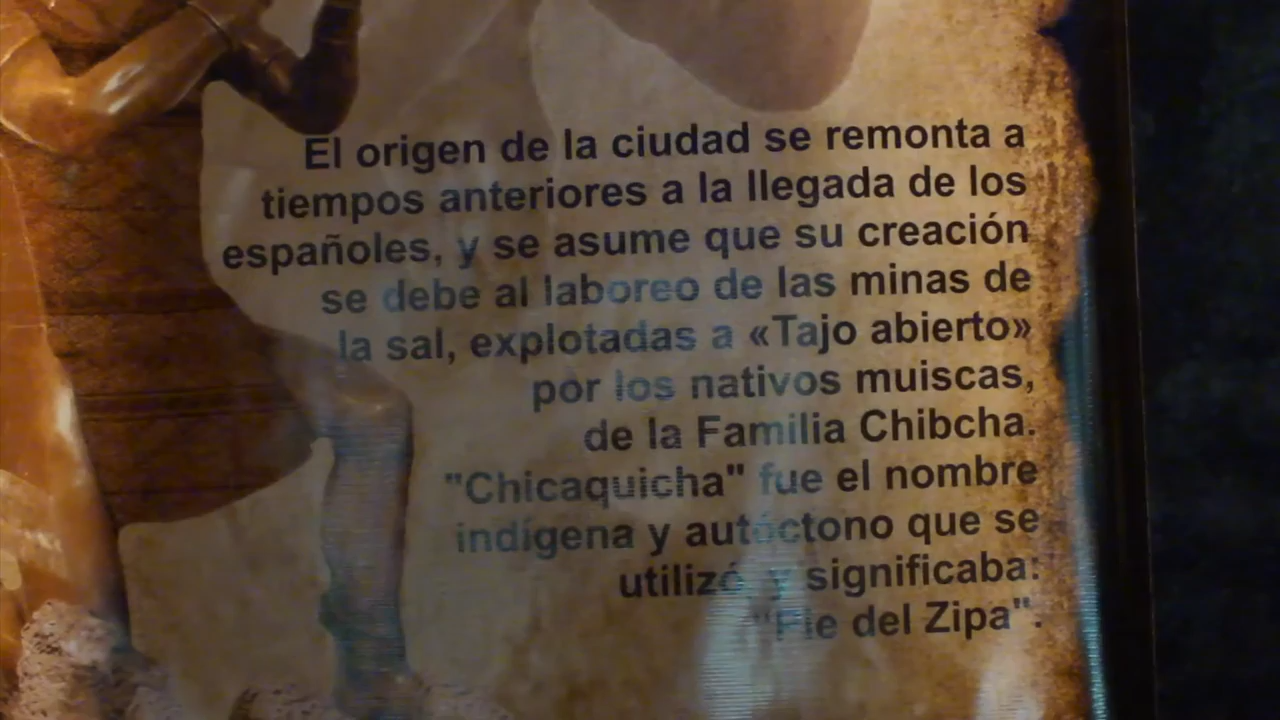 El origen de la ciudad se remonta a
tiempos anteriores a la llegada de los
españoles, y se asume que su creación
se debe al laboreo de las minas de
la sal, explotadas a «Tajo abierto»
por los nativos muiscas,
de la Familia Chibcha.
"Chicaquicha" fue el nombre
indígena y autóctono que se
utilizó, y significaba:
"Pie del Zipa".